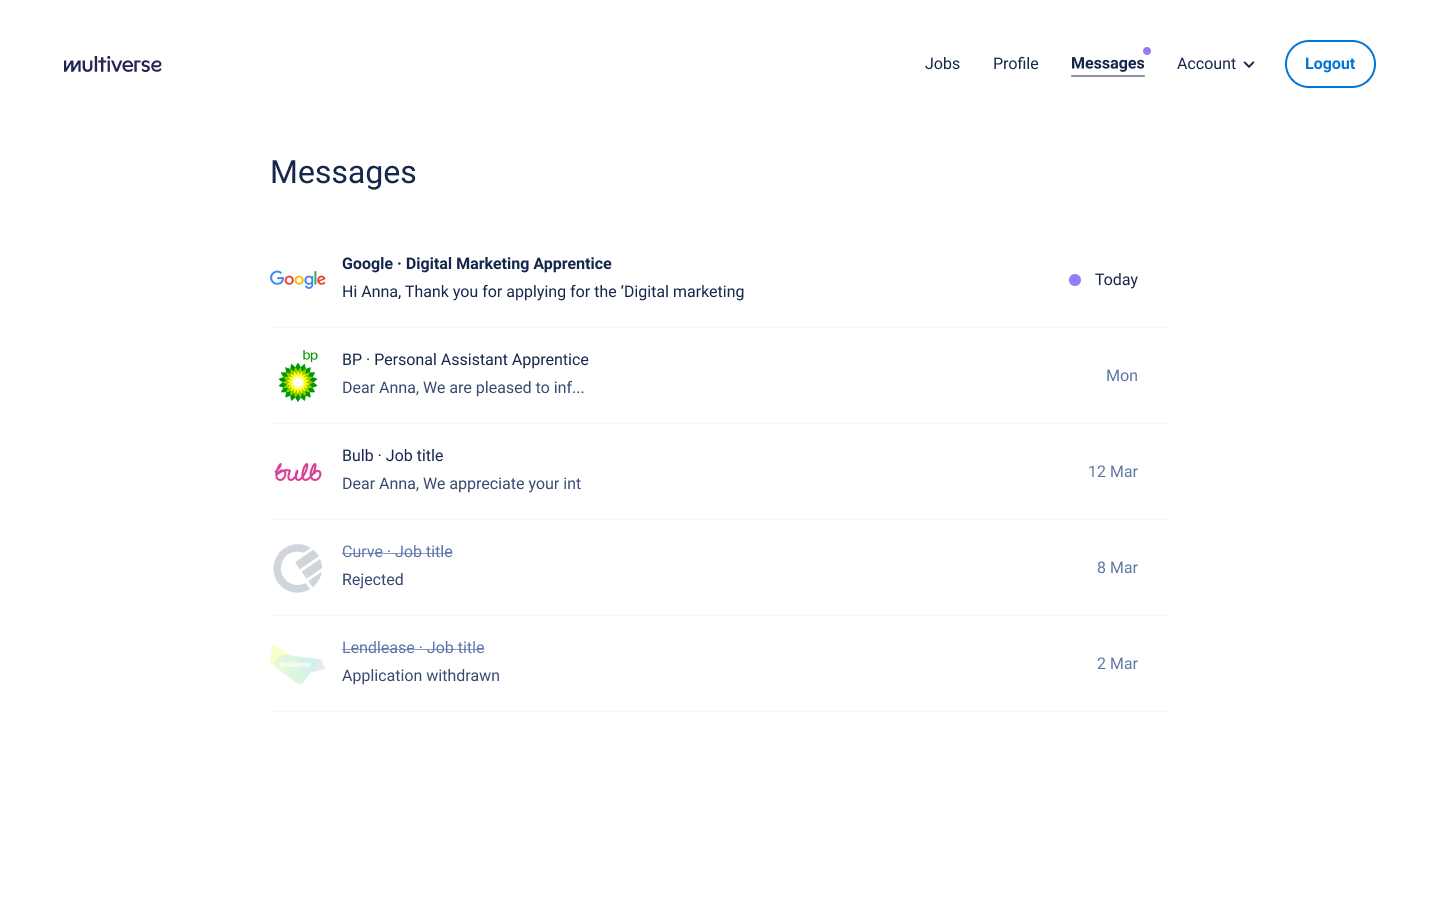 multiverse
Jobs
Profile
Messages
Account
Logout
Messages
Google
Google · Digital Marketing Apprentice
Hi Anna, Thank you for applying for the ‘Digital marketing
Today
bp
BP · Personal Assistant Apprentice
Dear Anna, We are pleased to inf...
Mon
bulb
Bulb · Job title
Dear Anna, We appreciate your int
12 Mar
Curve · Job title
Rejected
8 Mar
lendlease
Lendlease · Job title
Application withdrawn
2 Mar